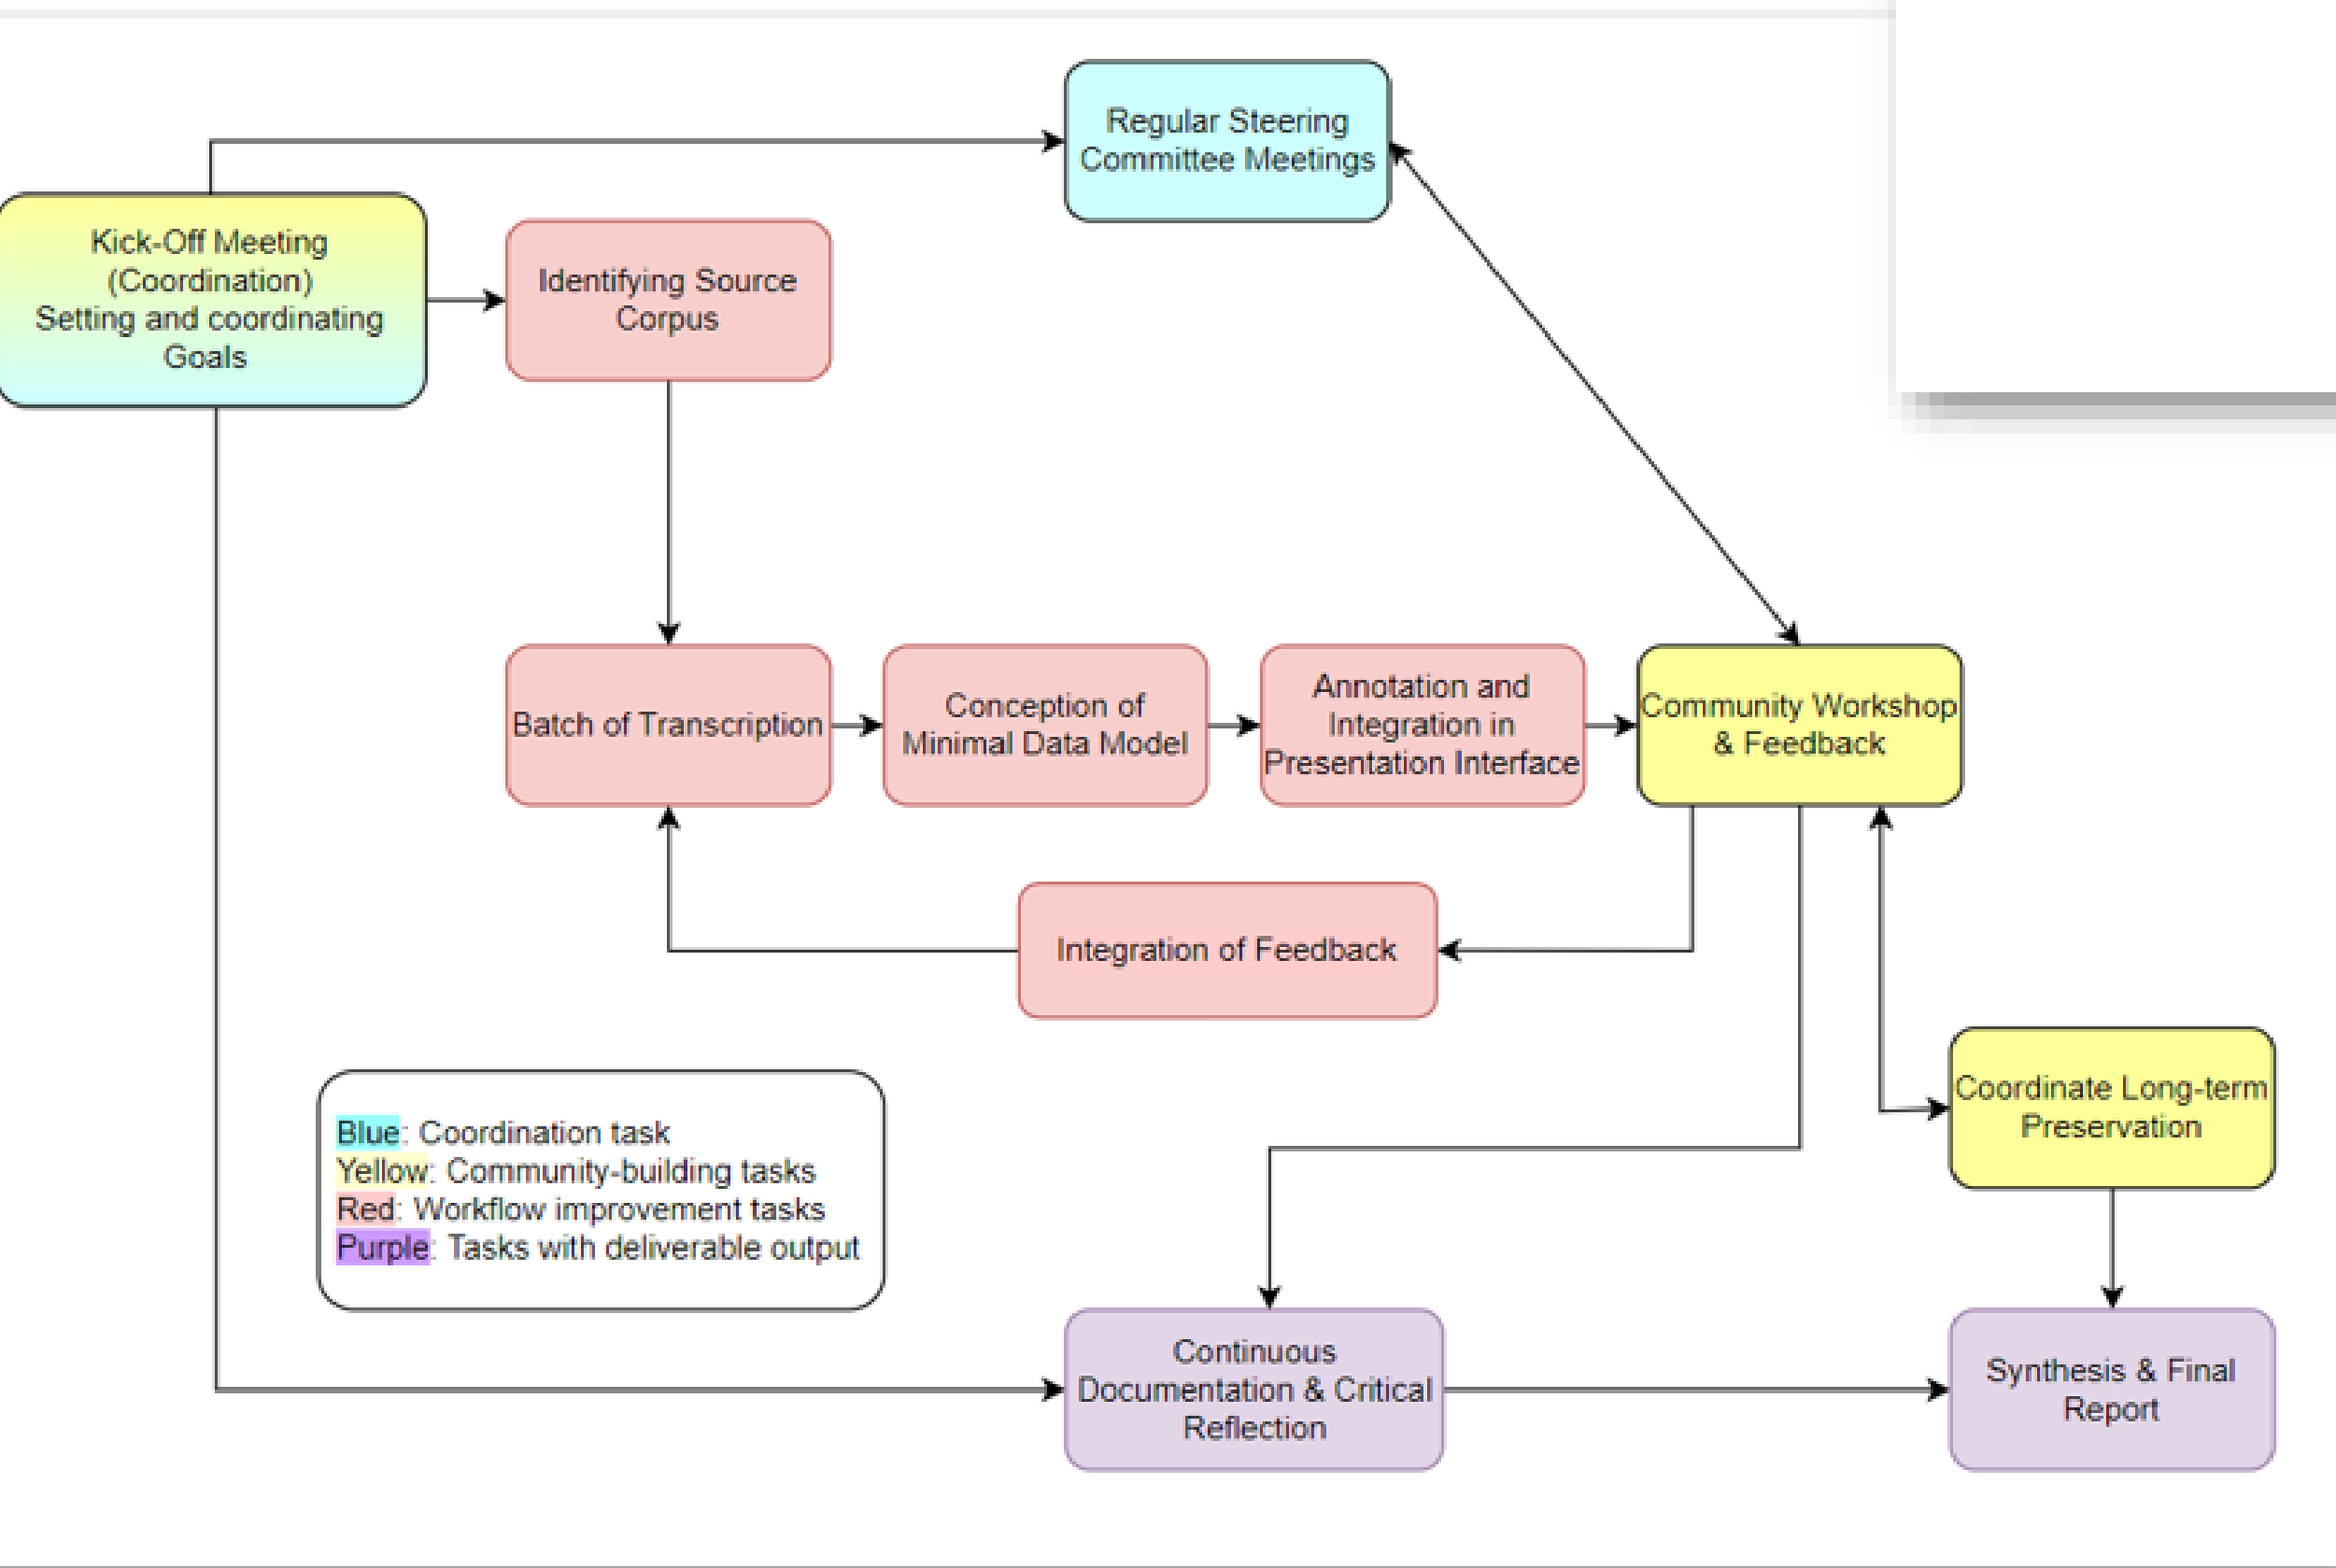 Regular Steering
Committee Meetings
Kick-Off Meeting
(Coordination)
Setting and coordinating
Goals
Identifying Source
Corpus
Batch of Transcription
Conception of
Minimal Data Model
Annotation and
Integration in
Presentation Interface
Community Workshop
& Feedback
Integration of Feedback
Coordinate Long-term
Preservation
Blue: Coordination task
Yellow: Community-building tasks
Red: Workflow improvement tasks
Purple: Tasks with deliverable output
Continuous
Documentation & Critical
Reflection
Synthesis & Final
Report